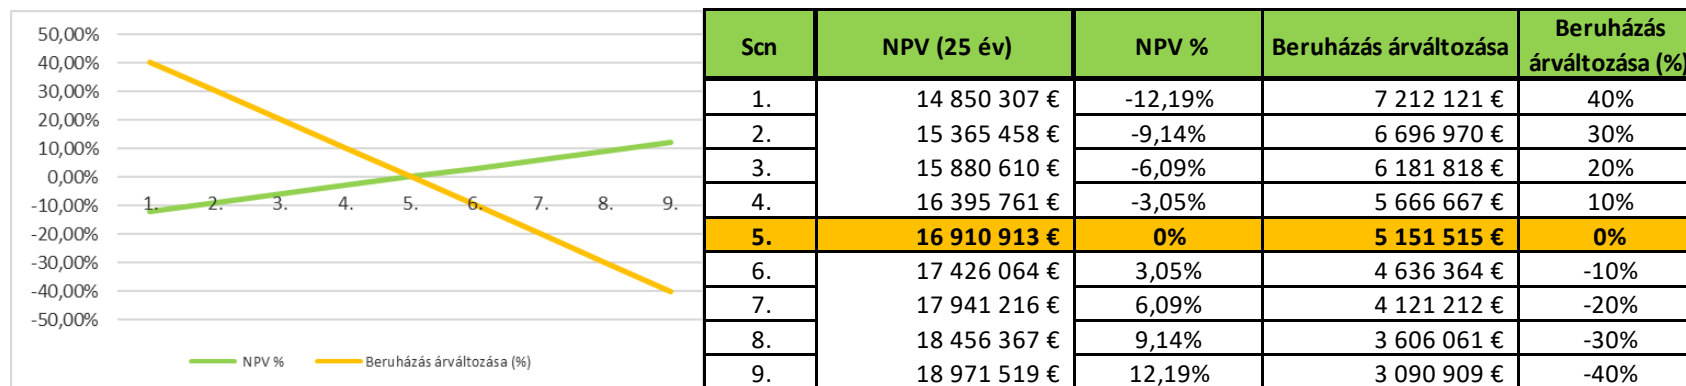 50,00%
40,00%
30,00%
20,00%
10,00%
0,00%
-10,00%
-20,00%
-30,00%
-40,00%
-50,00%
1. 2. 3. 4. 5. 6. 7. 8. 9.
NPV % Beruházás árváltozása (%)
Scn NPV (25 év) NPV % Beruházás árváltozása Beruházás árváltozása (%)
1. 14 850 307 € -12,19% 7 212 121 € 40%
2. 15 365 458 € -9,14% 6 696 970 € 30%
3. 15 880 610 € -6,09% 6 181 818 € 20%
4. 16 395 761 € -3,05% 5 666 667 € 10%
5. 16 910 913 € 0% 5 151 515 € 0%
6. 17 426 064 € 3,05% 4 636 364 € -10%
7. 17 941 216 € 6,09% 4 121 212 € -20%
8. 18 456 367 € 9,14% 3 606 061 € -30%
9. 18 971 519 € 12,19% 3 090 909 € -40%